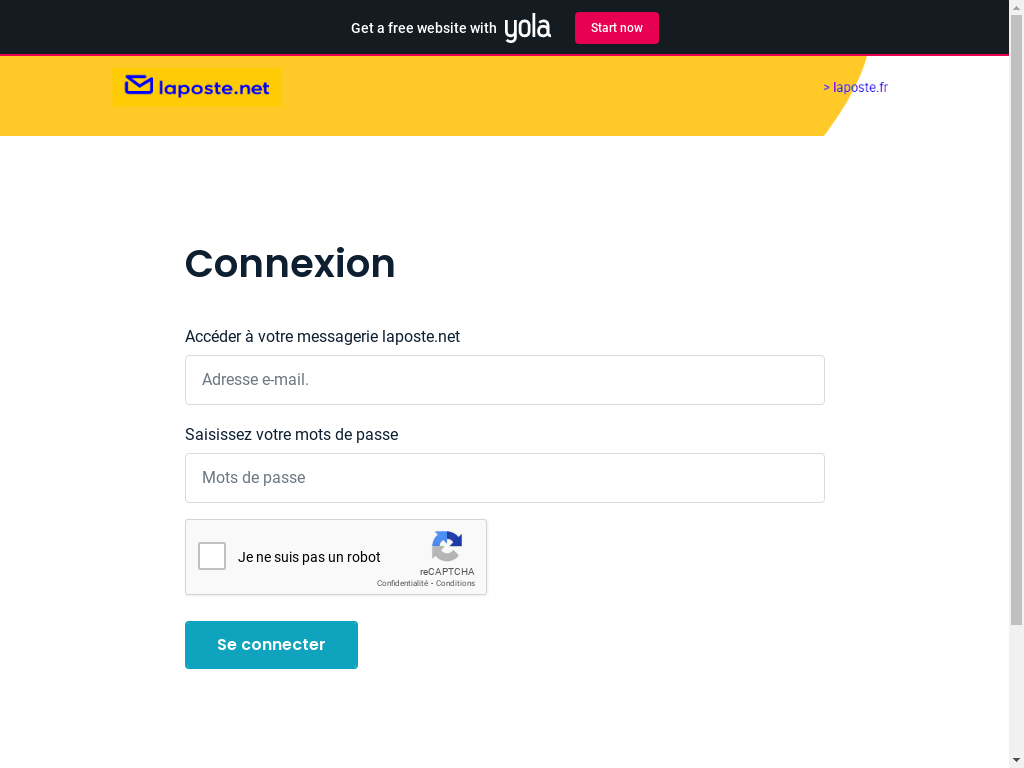 Get a free website with yola Start now
laposte.net
> laposte.fr
Connexion
Accéder à votre messagerie laposte.net
Adresse e-mail.
Saisissez votre mots de passe
Mots de passe
Je ne suis pas un robot
reCAPTCHA
Confidentialité - Conditions
Se connecter